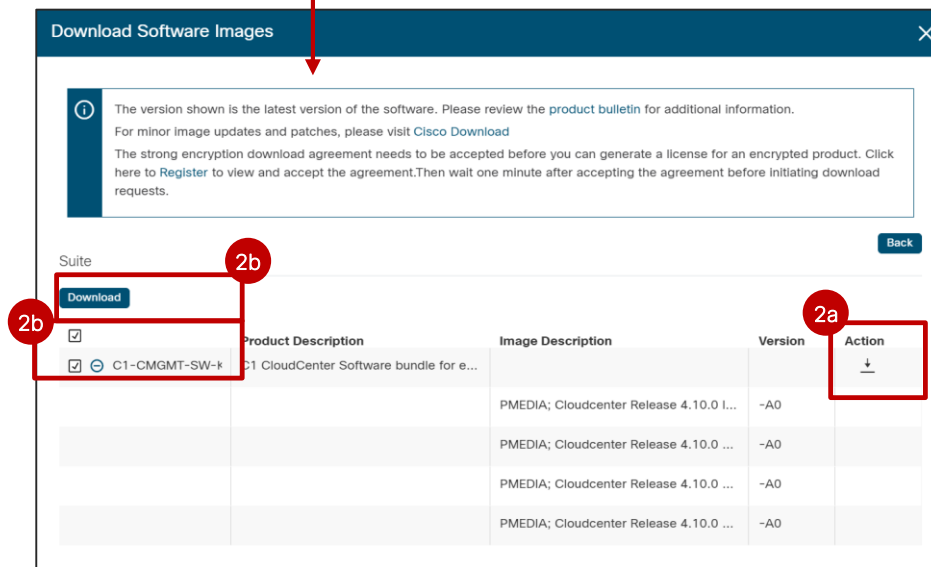 Download Software Images
The version shown is the latest version of the software. Please review the product bulletin for additional information.
For minor image updates and patches, please visit Cisco Download
The strong encryption download agreement needs to be accepted before you can generate a license for an encrypted product. Click
here to Register to view and accept the agreement.Then wait one minute after accepting the agreement before initiating download
requests.
Back
Suite
2b
Download
2b
2a
Product Description Image Description Version Action
C1-CMGMT-SW-K C1 CloudCenter Software bundle for e...
PMEDIA; Cloudcenter Release 4.10.0 I... -A0
PMEDIA; Cloudcenter Release 4.10.0 ... -A0
PMEDIA; Cloudcenter Release 4.10.0 ... -A0
PMEDIA; Cloudcenter Release 4.10.0 ... -A0